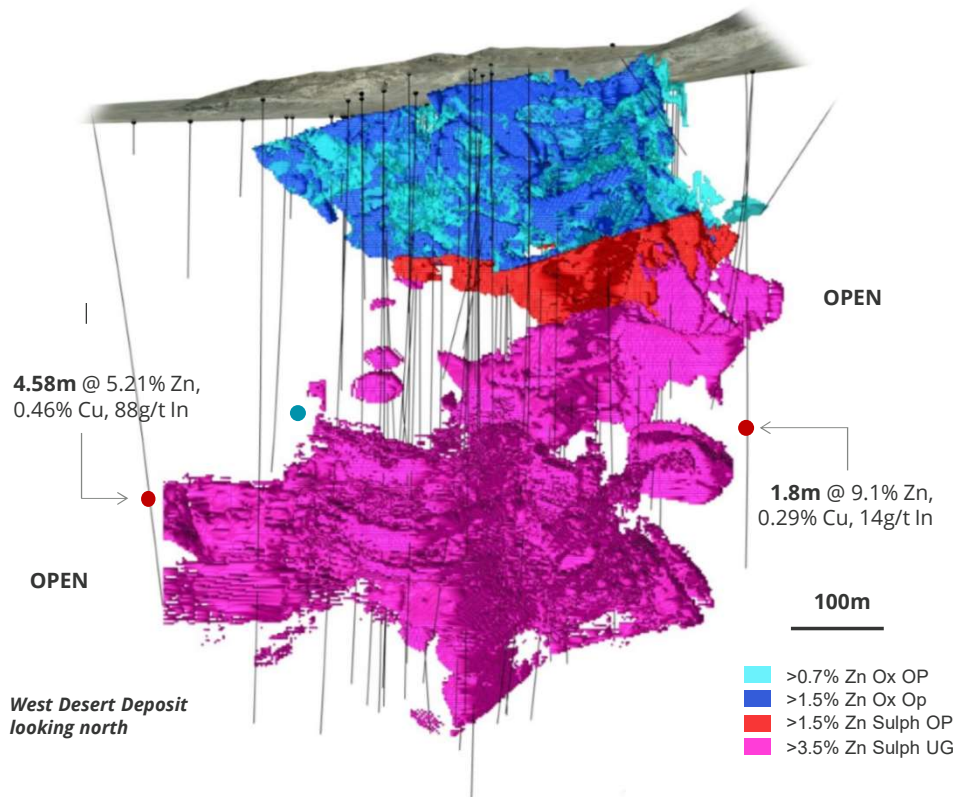 OPEN
4.58m @ 5.21% Zn,
0.46% Cu, 88g/t In
1.8m @ 9.1% Zn,
0.29% Cu, 14g/t In
OPEN
100m
>0.7% Zn Ox OP
>1.5% Zn Ox Op
>1.5% Zn Sulph OP
>3.5% Zn Sulph UG
West Desert Deposit
looking north